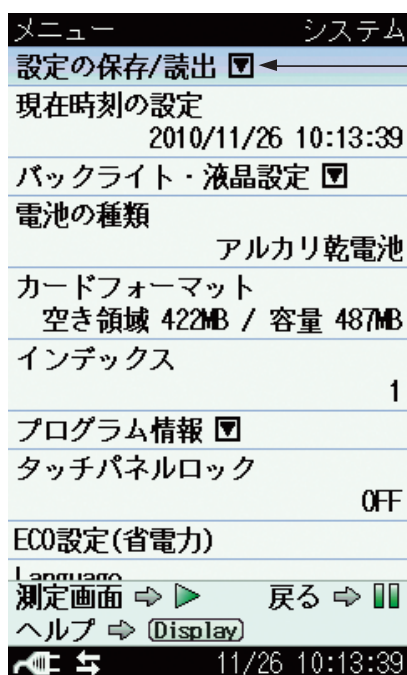 メニュー システム
設定の保存/読出 ▼
現在時刻の設定
2010/11/26 10:13:39
バックライト・液晶設定 ▼
電池の種類
アルカリ乾電池
カードフォーマット
空き領域 422MB / 容量 487MB
インデックス
1
プログラム情報 ▼
タッチパネルロック
OFF
ECO設定(省電力)
Language
測定画面 ⇨ ▷ 戻る ⇨ ▯▯
ヘルプ ⇨ (Display)
11/26 10:13:39